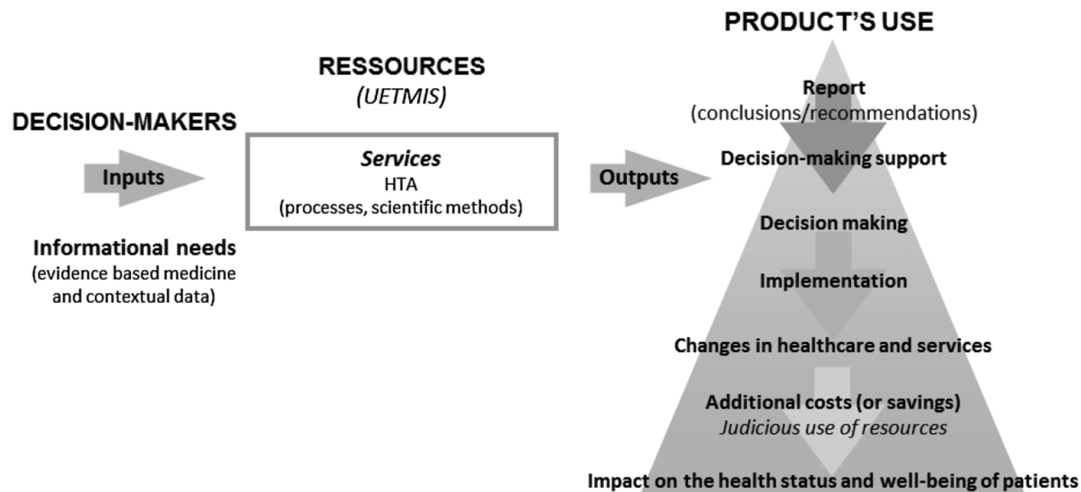 DECISION-MAKERS
Inputs
Informational needs
(evidence based medicine
and contextual data)
RESSOURCES
(UETMIS)
Services
HTA
(processes, scientific methods)
Outputs
PRODUCT'S USE
Report
(conclusions/recommendations)
Decision-making support
Decision making
Implementation
Changes in healthcare and services
Additional costs (or savings)
Judicious use of resources
Impact on the health status and well-being of patients